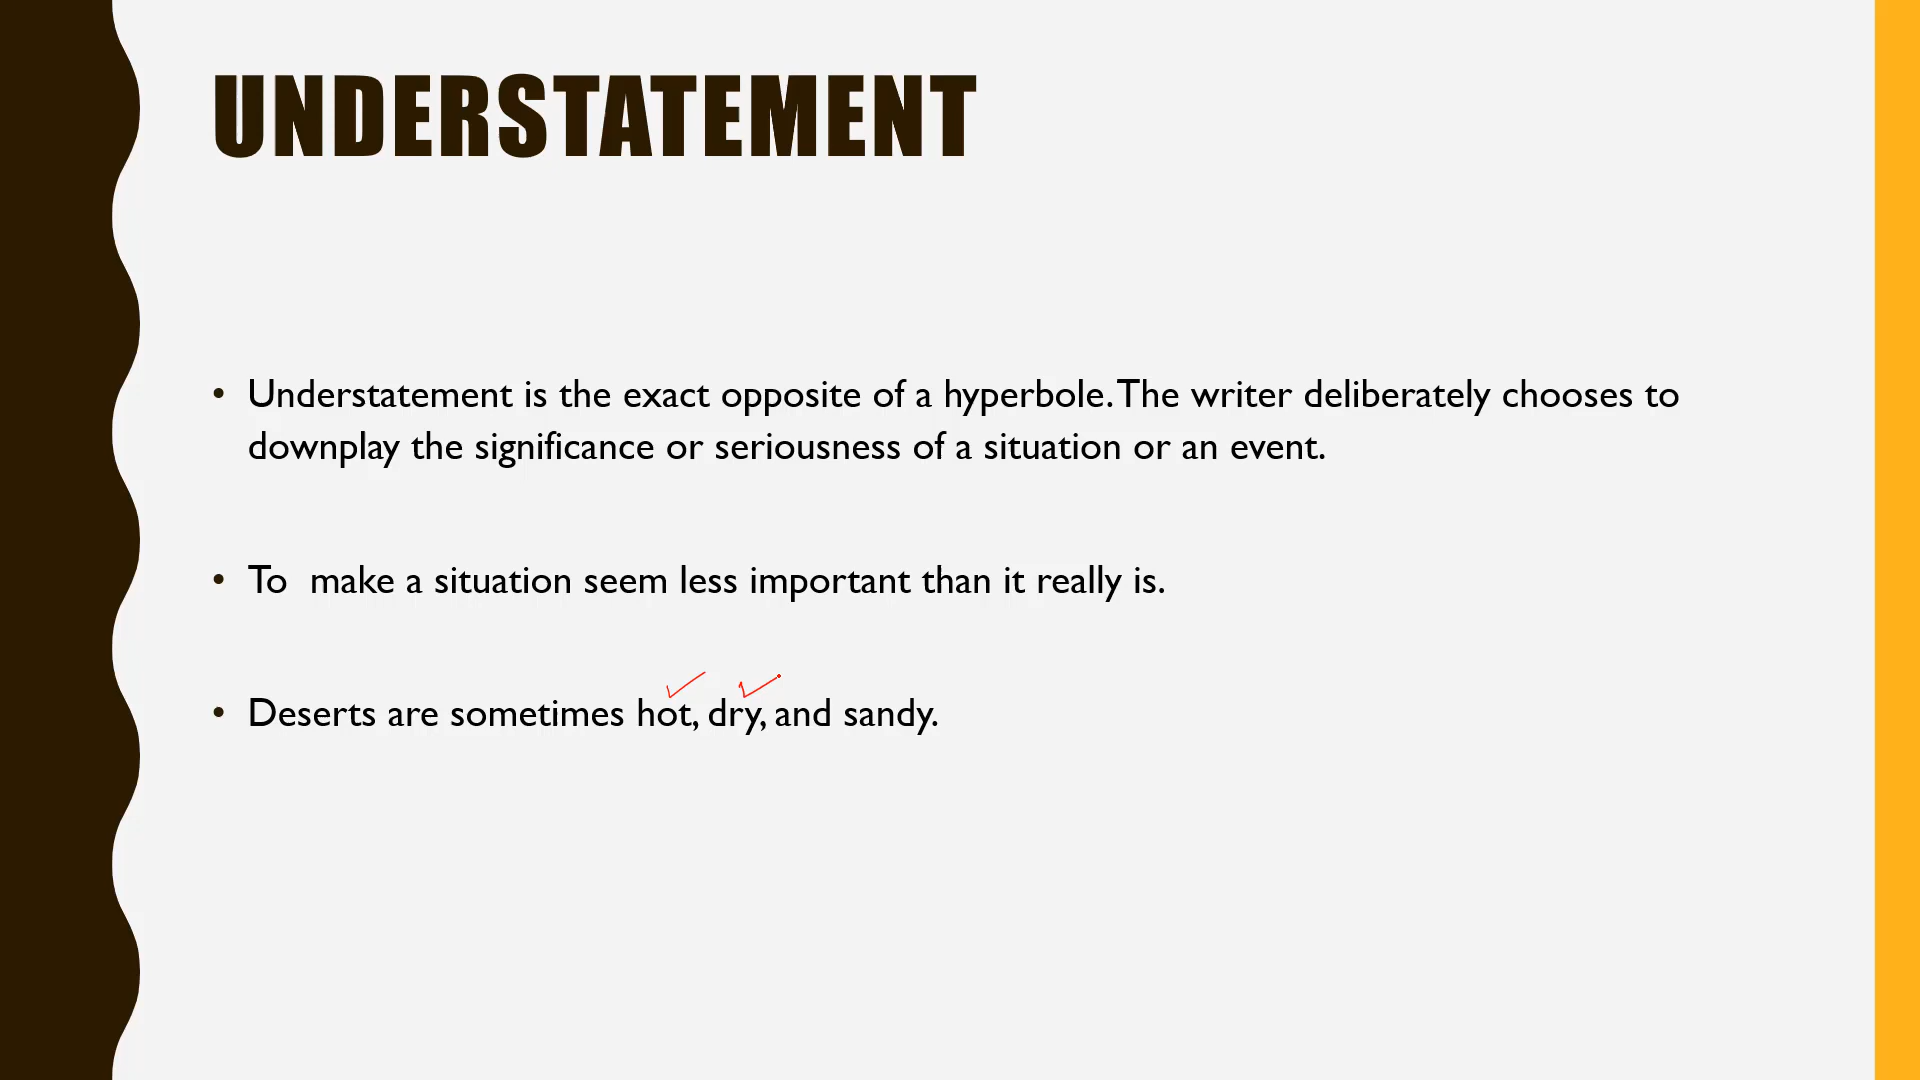 UNDERSTATEMENT
• Understatement is the exact opposite of a hyperbole. The writer deliberately chooses to
downplay the significance or seriousness of a situation or an event.
• To  make a situation seem less important than it really is.
• Deserts are sometimes hot, dry, and sandy.